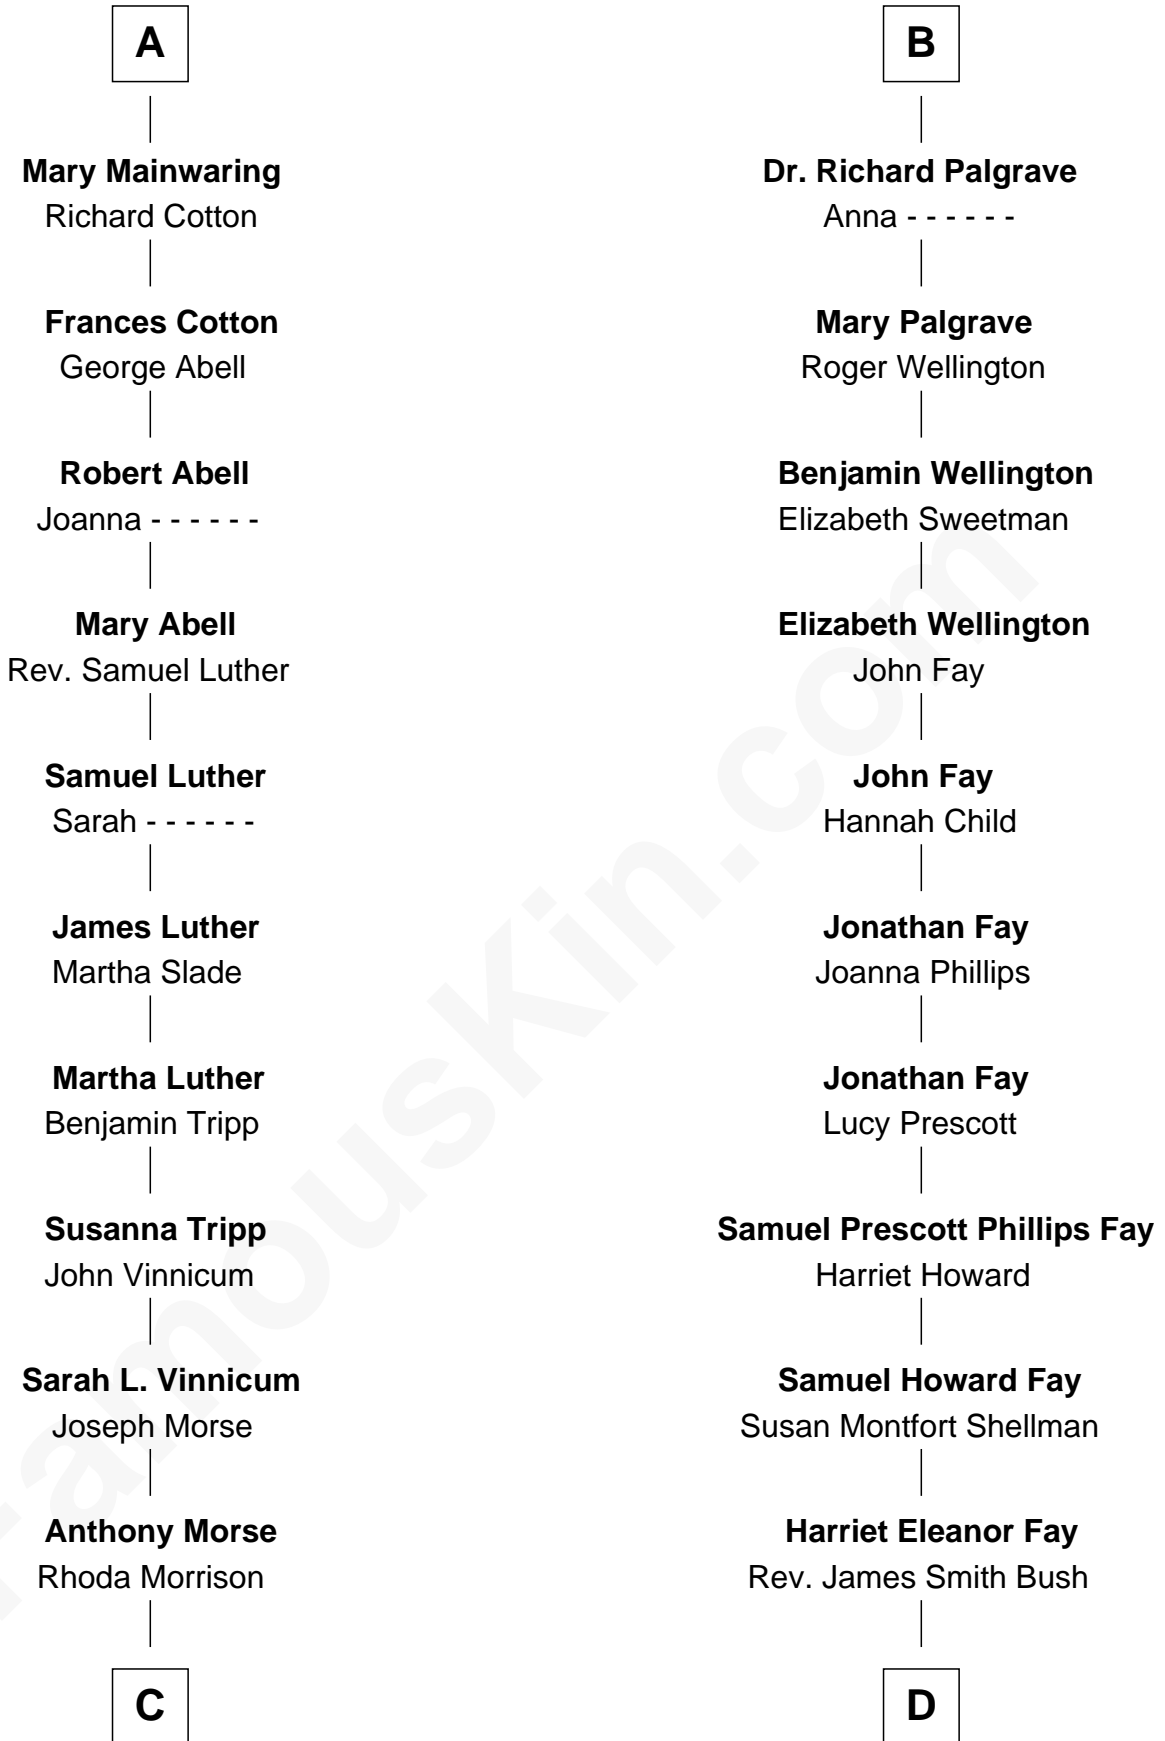 A
Mary Mainwaring
Richard Cotton
Frances Cotton
George Abell
Robert Abell
Joanna - - - - - -
Mary Abell
Rev. Samuel Luther
Samuel Luther
Sarah - - - - - -
James Luther
Martha Slade
Martha Luther
Benjamin Tripp
Susanna Tripp
John Vinnicum
Sarah L. Vinnicum
Joseph Morse
Anthony Morse
Rhoda Morrison
C
B
Dr. Richard Palgrave
Anna - - - - - -
Mary Palgrave
Roger Wellington
Benjamin Wellington
Elizabeth Sweetman
Elizabeth Wellington
John Fay
John Fay
Hannah Child
Jonathan Fay
Joanna Phillips
Jonathan Fay
Lucy Prescott
Samuel Prescott Phillips Fay
Harriet Howard
Samuel Howard Fay
Susan Montfort Shellman
Harriet Eleanor Fay
Rev. James Smith Bush
D
FamousKin.com